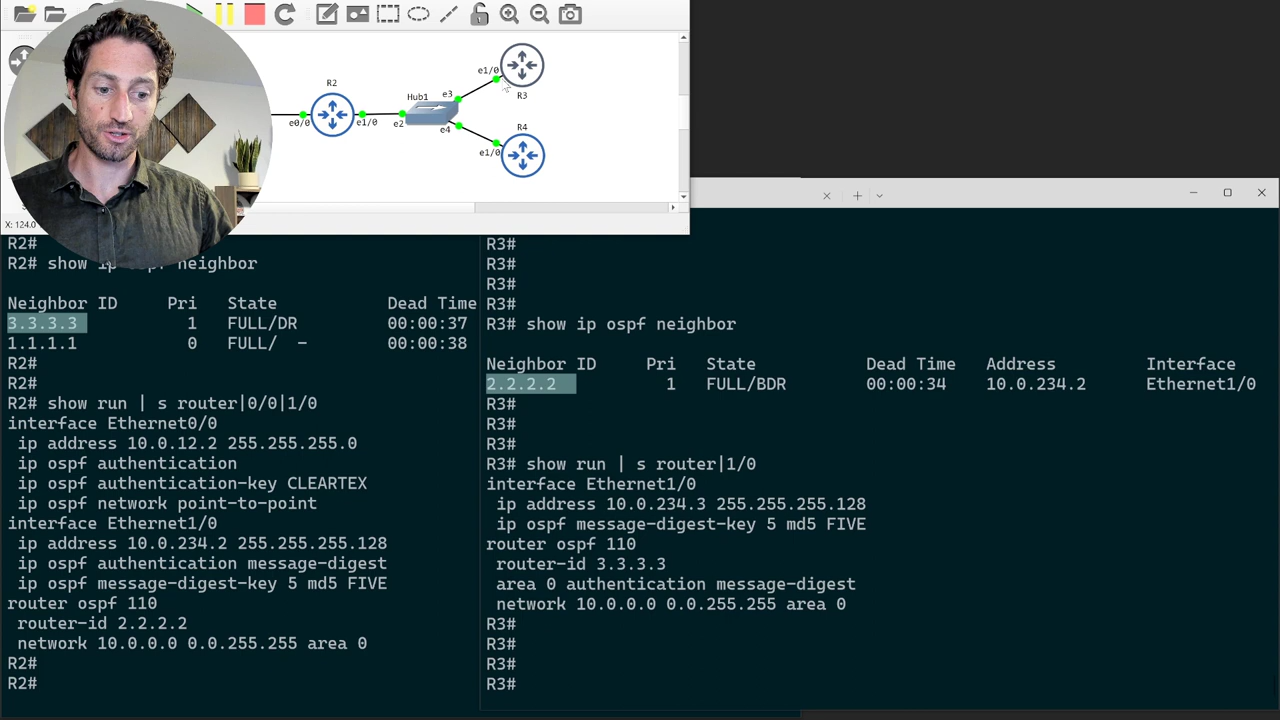 R2
Hub1
e0/0
e1/0
e2
e3
e4
e1/0
R3
R4
e1/0
X: 124.0
R2#
R2# show ip ospf neighbor
Neighbor ID Pri State Dead Time
3.3.3.3 1 FULL/DR 00:00:37
1.1.1.1 0 FULL/ - 00:00:38
R2#
R2#
R2# show run | s router|0/0|1/0
interface Ethernet0/0
ip address 10.0.12.2 255.255.255.0
ip ospf authentication
ip ospf authentication-key CLEARTEX
ip ospf network point-to-point
interface Ethernet1/0
ip address 10.0.234.2 255.255.255.128
ip ospf authentication message-digest
ip ospf message-digest-key 5 md5 FIVE
router ospf 110
router-id 2.2.2.2
network 10.0.0.0 0.0.255.255 area 0
R2#
R2#
R3#
R3#
R3#
R3#
R3# show ip ospf neighbor
Neighbor ID Pri State Dead Time Address Interface
2.2.2.2 1 FULL/BDR 00:00:34 10.0.234.2 Ethernet1/0
R3#
R3#
R3#
R3# show run | s router|1/0
interface Ethernet1/0
ip address 10.0.234.3 255.255.255.128
ip ospf message-digest-key 5 md5 FIVE
router ospf 110
router-id 3.3.3.3
area 0 authentication message-digest
network 10.0.0.0 0.0.255.255 area 0
R3#
R3#
R3#
R3#